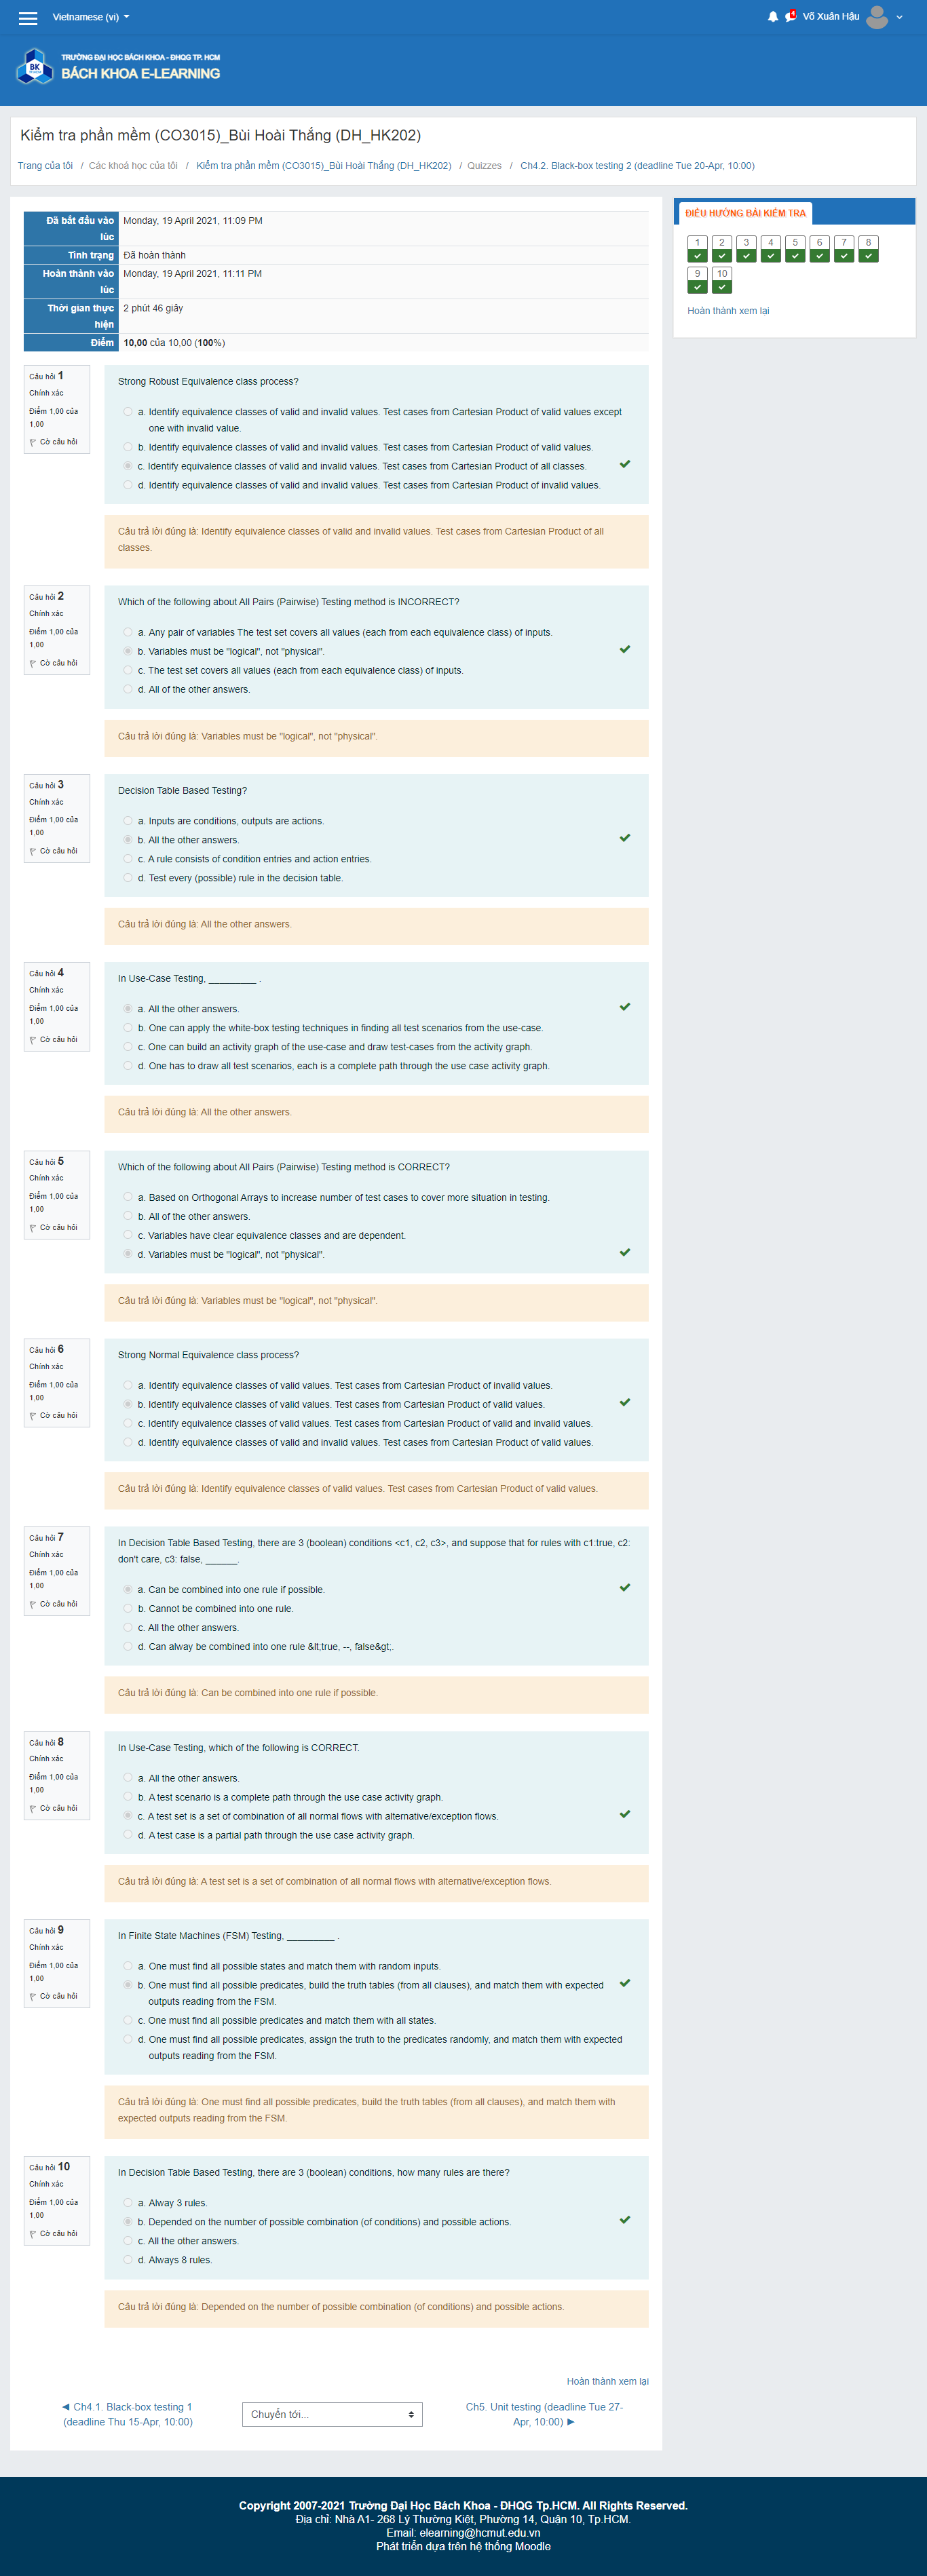 Vietnamese (vi)
4
Võ Xuân Hậu
TRƯỜNG ĐẠI HỌC BÁCH KHOA - ĐHQG TP. HCM
BK
TP.HCM
BÁCH KHOA E-LEARNING
Kiểm tra phần mềm (CO3015)_Bùi Hoài Thắng (DH_HK202)
Trang của tôi / Các khoá học của tôi / Kiểm tra phần mềm (CO3015)_Bùi Hoài Thắng (DH_HK202) / Quizzes / Ch4.2. Black-box testing 2 (deadline Tue 20-Apr, 10:00)
Đã bắt đầu vào lúc Monday, 19 April 2021, 11:09 PM
Tình trạng Đã hoàn thành
Hoàn thành vào lúc Monday, 19 April 2021, 11:11 PM
Thời gian thực hiện 2 phút 46 giây
Điểm 10,00 của 10,00 (100%)
ĐIỀU HƯỚNG BÀI KIỂM TRA
1 2 3 4 5 6 7 8
9 10
Hoàn thành xem lại
Câu hỏi 1
Chính xác
Điểm 1,00 của
1,00
Cờ câu hỏi
Strong Robust Equivalence class process?
a. Identify equivalence classes of valid and invalid values. Test cases from Cartesian Product of valid values except
one with invalid value.
b. Identify equivalence classes of valid and invalid values. Test cases from Cartesian Product of valid values.
c. Identify equivalence classes of valid and invalid values. Test cases from Cartesian Product of all classes.
d. Identify equivalence classes of valid and invalid values. Test cases from Cartesian Product of invalid values.
Câu trả lời đúng là: Identify equivalence classes of valid and invalid values. Test cases from Cartesian Product of all
classes.
Câu hỏi 2
Chính xác
Điểm 1,00 của
1,00
Cờ câu hỏi
Which of the following about All Pairs (Pairwise) Testing method is INCORRECT?
a. Any pair of variables The test set covers all values (each from each equivalence class) of inputs.
b. Variables must be "logical", not "physical".
c. The test set covers all values (each from each equivalence class) of inputs.
d. All of the other answers.
Câu trả lời đúng là: Variables must be "logical", not "physical".
Câu hỏi 3
Chính xác
Điểm 1,00 của
1,00
Cờ câu hỏi
Decision Table Based Testing?
a. Inputs are conditions, outputs are actions.
b. All the other answers.
c. A rule consists of condition entries and action entries.
d. Test every (possible) rule in the decision table.
Câu trả lời đúng là: All the other answers.
Câu hỏi 4
Chính xác
Điểm 1,00 của
1,00
Cờ câu hỏi
In Use-Case Testing, _________ .
a. All the other answers.
b. One can apply the white-box testing techniques in finding all test scenarios from the use-case.
c. One can build an activity graph of the use-case and draw test-cases from the activity graph.
d. One has to draw all test scenarios, each is a complete path through the use case activity graph.
Câu trả lời đúng là: All the other answers.
Câu hỏi 5
Chính xác
Điểm 1,00 của
1,00
Cờ câu hỏi
Which of the following about All Pairs (Pairwise) Testing method is CORRECT?
a. Based on Orthogonal Arrays to increase number of test cases to cover more situation in testing.
b. All of the other answers.
c. Variables have clear equivalence classes and are dependent.
d. Variables must be "logical", not "physical".
Câu trả lời đúng là: Variables must be "logical", not "physical".
Câu hỏi 6
Chính xác
Điểm 1,00 của
1,00
Cờ câu hỏi
Strong Normal Equivalence class process?
a. Identify equivalence classes of valid values. Test cases from Cartesian Product of invalid values.
b. Identify equivalence classes of valid values. Test cases from Cartesian Product of valid values.
c. Identify equivalence classes of valid values. Test cases from Cartesian Product of valid and invalid values.
d. Identify equivalence classes of valid and invalid values. Test cases from Cartesian Product of valid values.
Câu trả lời đúng là: Identify equivalence classes of valid values. Test cases from Cartesian Product of valid values.
Câu hỏi 7
Chính xác
Điểm 1,00 của
1,00
Cờ câu hỏi
In Decision Table Based Testing, there are 3 (boolean) conditions <c1, c2, c3>, and suppose that for rules with c1:true, c2:
don't care, c3: false, ______.
a. Can be combined into one rule if possible.
b. Cannot be combined into one rule.
c. All the other answers.
d. Can alway be combined into one rule &lt;true, --, false&gt;.
Câu trả lời đúng là: Can be combined into one rule if possible.
Câu hỏi 8
Chính xác
Điểm 1,00 của
1,00
Cờ câu hỏi
In Use-Case Testing, which of the following is CORRECT.
a. All the other answers.
b. A test scenario is a complete path through the use case activity graph.
c. A test set is a set of combination of all normal flows with alternative/exception flows.
d. A test case is a partial path through the use case activity graph.
Câu trả lời đúng là: A test set is a set of combination of all normal flows with alternative/exception flows.
Câu hỏi 9
Chính xác
Điểm 1,00 của
1,00
Cờ câu hỏi
In Finite State Machines (FSM) Testing, _________ .
a. One must find all possible states and match them with random inputs.
b. One must find all possible predicates, build the truth tables (from all clauses), and match them with expected
outputs reading from the FSM.
c. One must find all possible predicates and match them with all states.
d. One must find all possible predicates, assign the truth to the predicates randomly, and match them with expected
outputs reading from the FSM.
Câu trả lời đúng là: One must find all possible predicates, build the truth tables (from all clauses), and match them with
expected outputs reading from the FSM.
Câu hỏi 10
Chính xác
Điểm 1,00 của
1,00
Cờ câu hỏi
In Decision Table Based Testing, there are 3 (boolean) conditions, how many rules are there?
a. Alway 3 rules.
b. Depended on the number of possible combination (of conditions) and possible actions.
c. All the other answers.
d. Always 8 rules.
Câu trả lời đúng là: Depended on the number of possible combination (of conditions) and possible actions.
Hoàn thành xem lại
◄ Ch4.1. Black-box testing 1
(deadline Thu 15-Apr, 10:00)
Chuyển tới...
Ch5. Unit testing (deadline Tue 27-
Apr, 10:00) ►
Copyright 2007-2021 Trường Đại Học Bách Khoa - ĐHQG Tp.HCM. All Rights Reserved.
Địa chỉ: Nhà A1- 268 Lý Thường Kiệt, Phường 14, Quận 10, Tp.HCM.
Email: elearning@hcmut.edu.vn
Phát triển dựa trên hệ thống Moodle